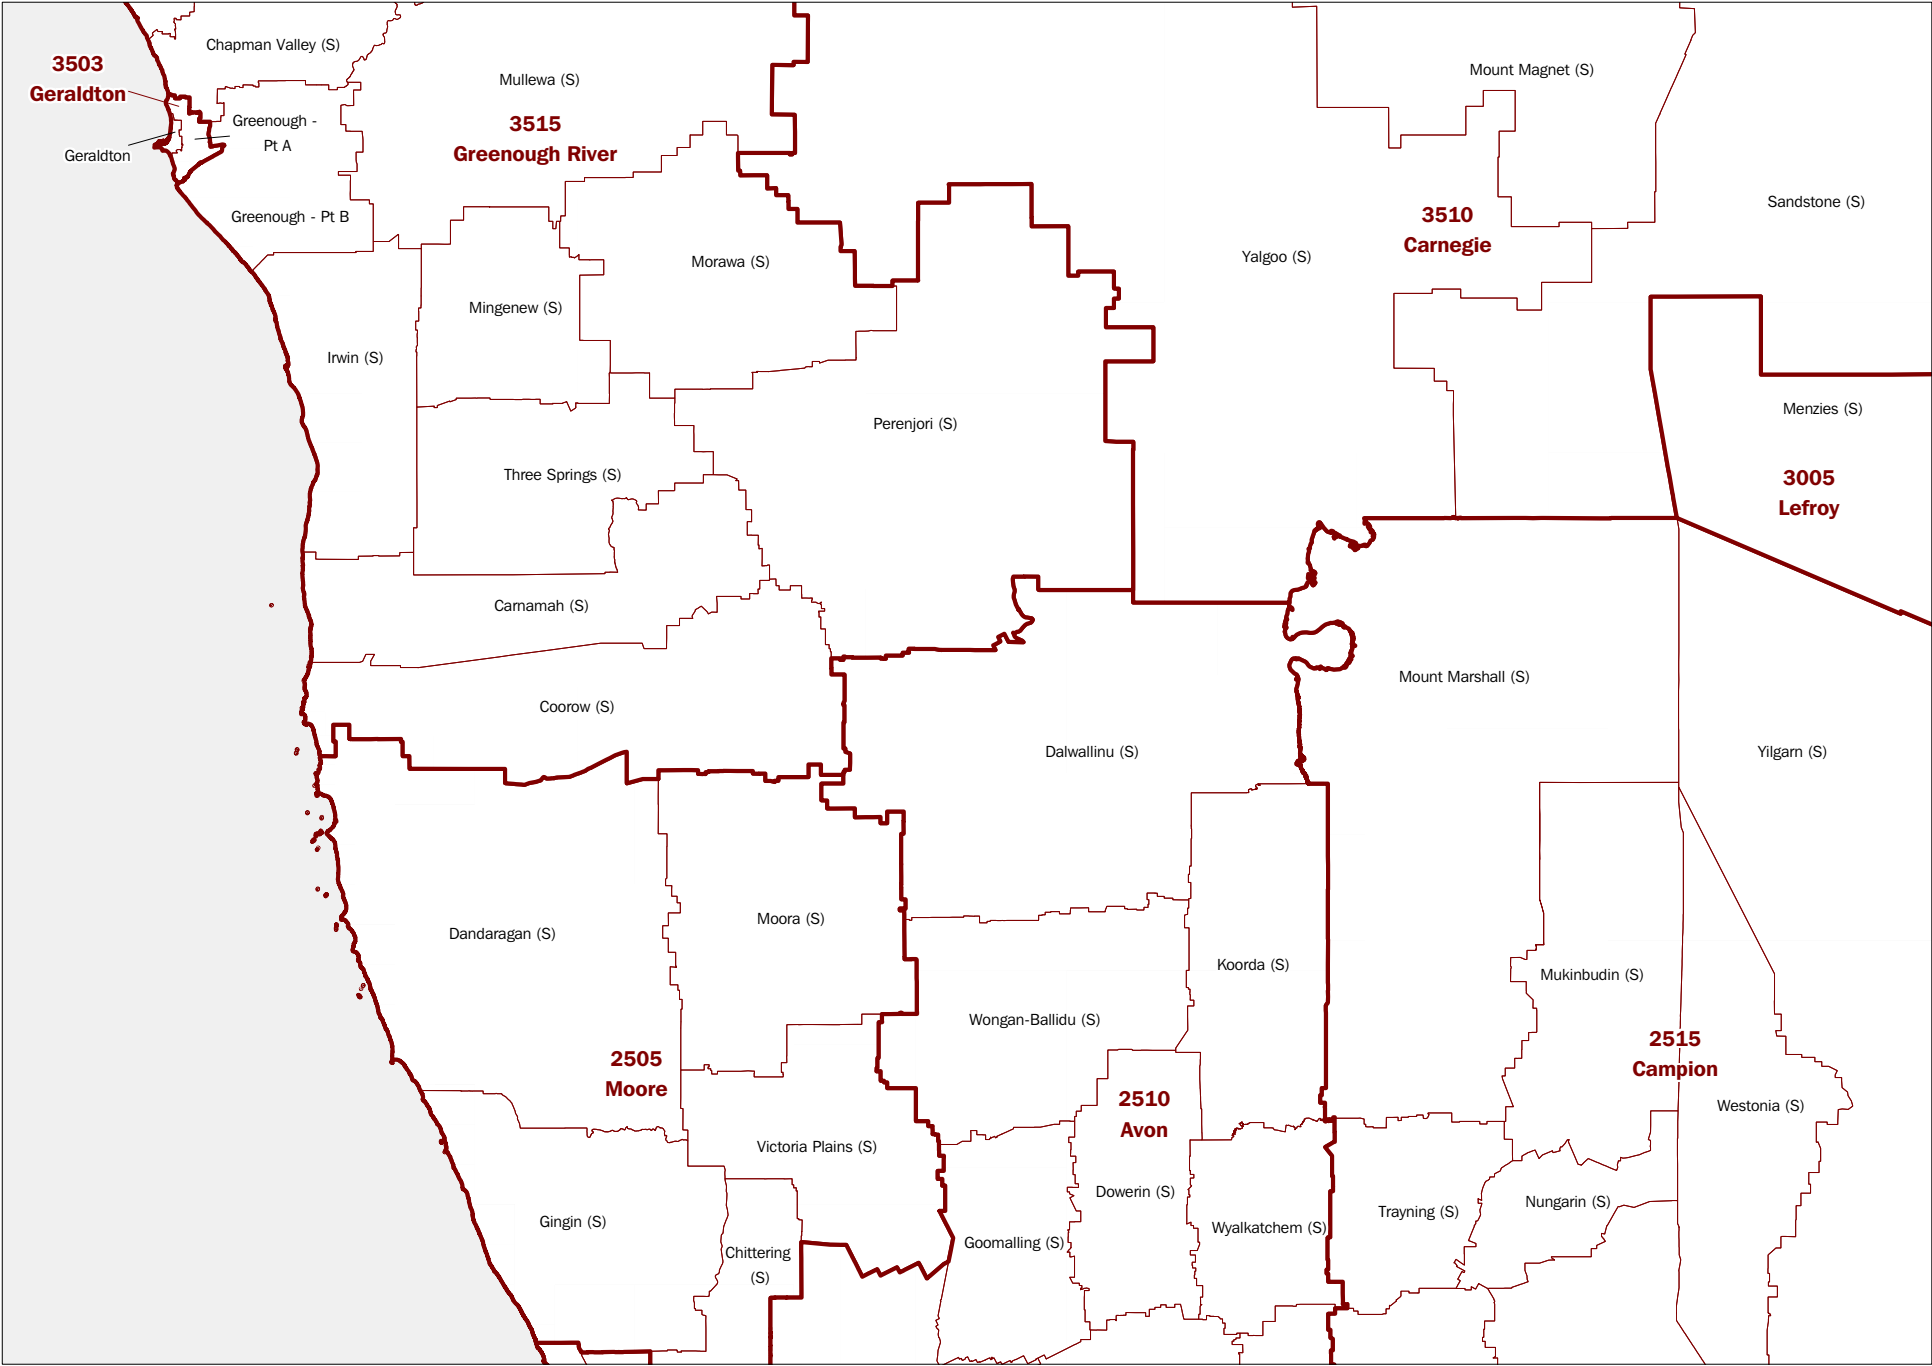 Chapman Valley (S)
3503
Geraldton
Mullewa (S)
Mount Magnet (S)
Greenough -
Pt A
3515
Greenough River
Geraldton
Sandstone (S)
Greenough - Pt B
3510
Carnegie
Yalgoo (S)
Morawa (S)
Mingenew (S)
Irwin (S)
Menzies (S)
Perenjori (S)
Three Springs (S)
3005
Lefroy
Carnamah (S)
Mount Marshall (S)
Coorow (S)
Dalwallinu (S)
Yilgarn (S)
Moora (S)
Dandaragan (S)
Koorda (S)
Mukinbudin (S)
Wongan-Ballidu (S)
2515
Campion
2505
Moore
2510
Avon
Westonia (S)
Victoria Plains (S)
Dowerin (S)
Nungarin (S)
Trayning (S)
Gingin (S)
Wyalkatchem (S)
Goomalling (S)
Chittering
(S)